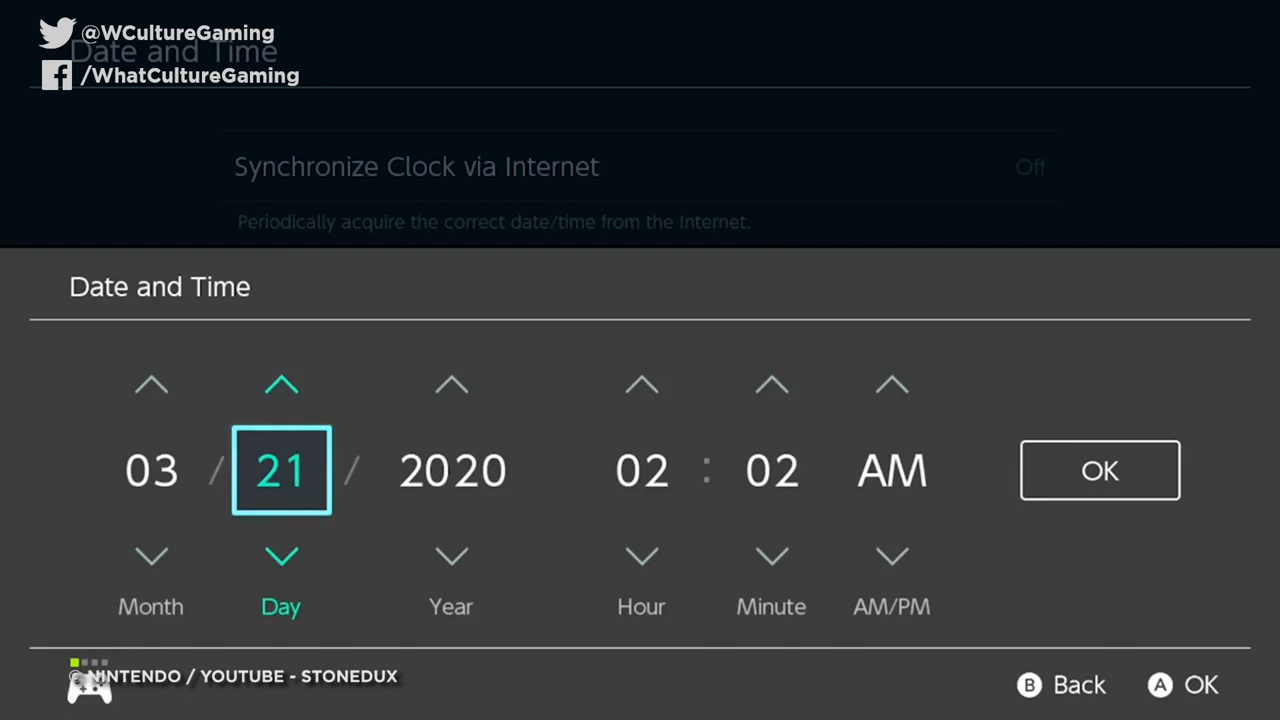 @WCultureGaming
Date and Time
/WhatCultureGaming
Synchronize Clock via Internet Off
Periodically acquire the correct date/time from the Internet.
Date and Time
03 / 21 / 2020 02 : 02 AM OK
Month Day Year Hour Minute AM/PM
© NINTENDO / YOUTUBE - STONEDUX
B Back A OK